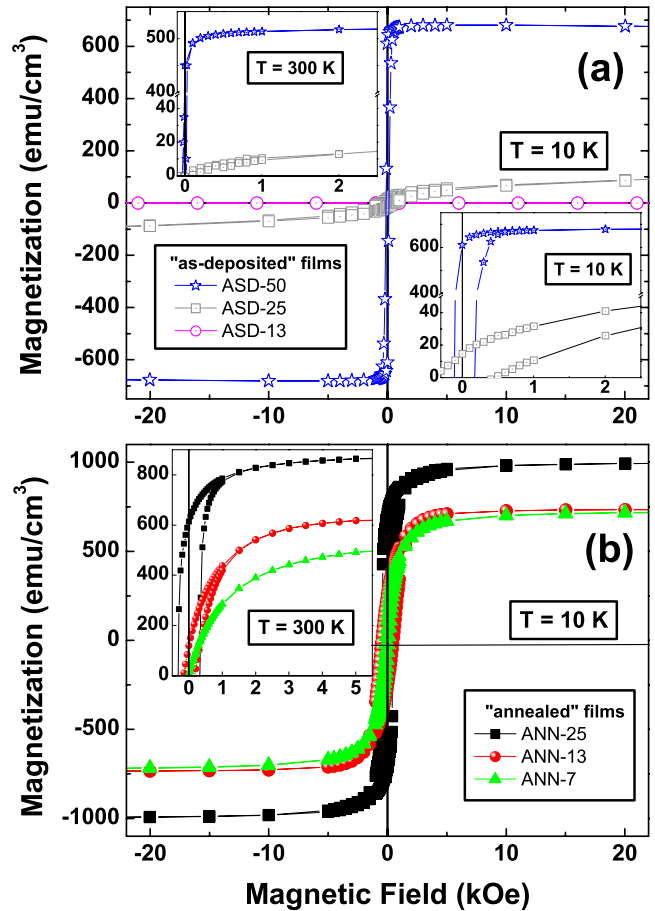 Magnetization (emu/cm³)
600
400
200
0
-200
-400
-600
500
400
20
10
0
0
1
2
T = 300 K
(a)
T = 10 K
"as-deposited" films
ASD-50
ASD-25
ASD-13
600
400
40
20
0
0
1
2
T = 10 K
-20
-10
0
10
20
Magnetization (emu/cm³)
1000
500
0
-500
-1000
800
600
400
200
0
0
1
2
3
4
5
T = 300 K
(b)
T = 10 K
"annealed" films
ANN-25
ANN-13
ANN-7
-20
-10
0
10
20
Magnetic Field (kOe)